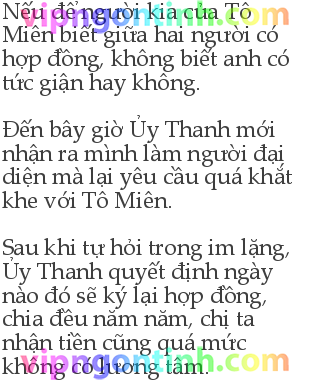 Nếu để người kia của Tô
Miên biết giữa hai người có
hợp đồng, không biết anh có
tức giận hay không.
Đến bây giờ Ủy Thanh mới
nhận ra mình làm người đại
diện mà lại yêu cầu quá khắt
khe với Tô Miên.
Sau khi tự hỏi trong im lặng,
Ủy Thanh quyết định ngày
nào đó sẽ ký lại hợp đồng,
chia đều năm năm, chị ta
nhận tiền cũng quá mức
không có lương tâm.
vipngontinh.com
vipngontinh.com